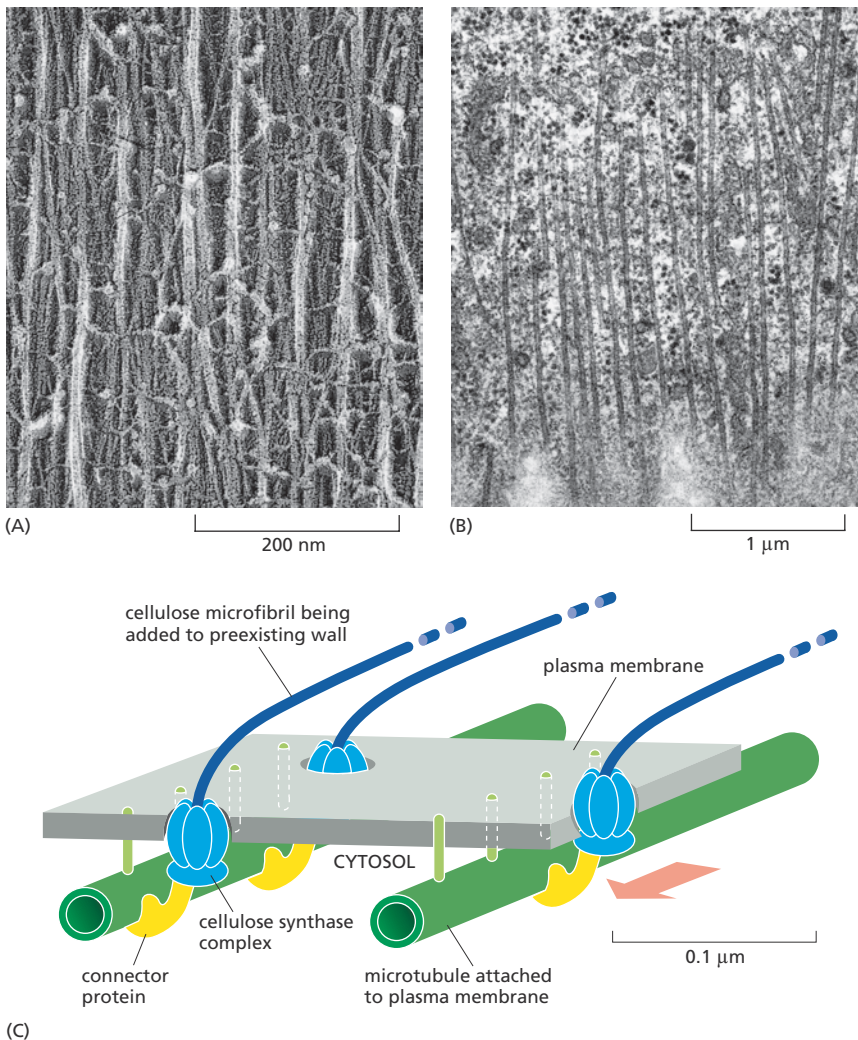 (A)
200 nm
(B)
1 μm
cellulose microfibril being
added to preexisting wall
plasma membrane
CYTOSOL
cellulose synthase
complex
connector
protein
microtubule attached
to plasma membrane
0.1 μm
(C)